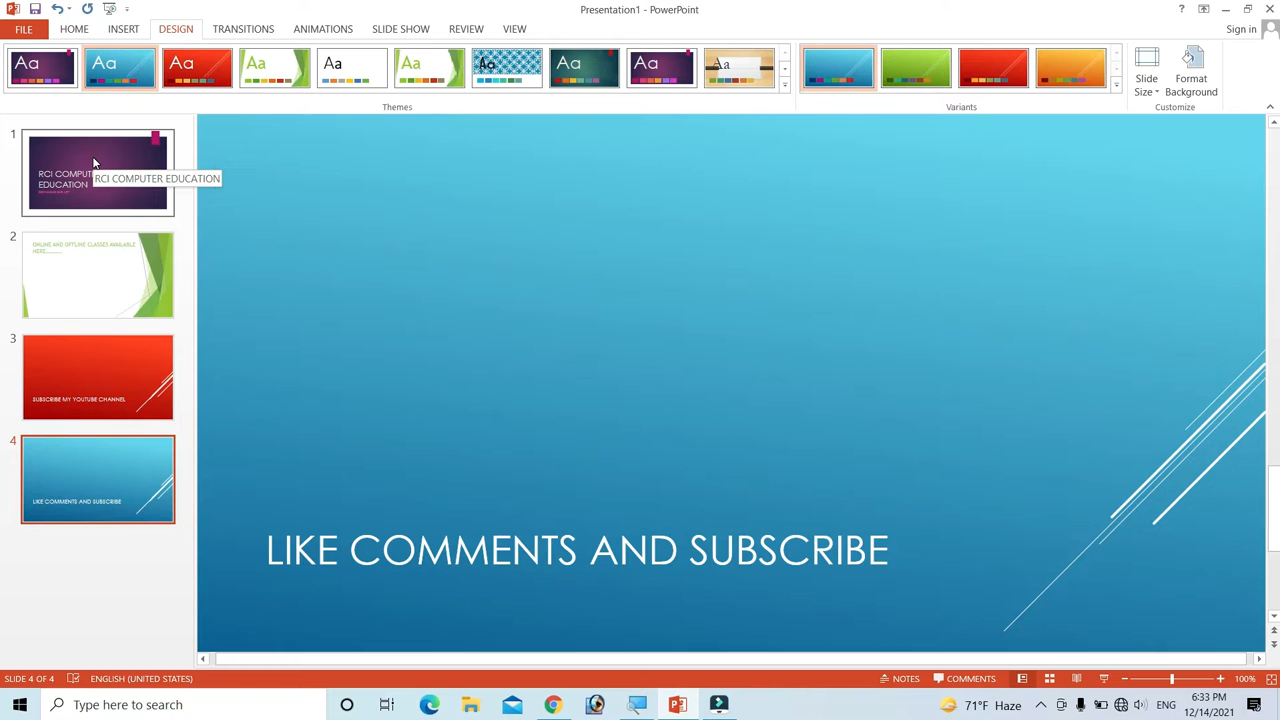 Presentation1 - PowerPoint
?
Sign in
FILE HOME INSERT DESIGN TRANSITIONS ANIMATIONS SLIDE SHOW REVIEW VIEW
Aa Aa Aa Aa Aa Aa Aa Aa Aa Aa
Slide Size
Format Background
Themes
Variants
Customize
1
RCI COMPUT
EDUCATION
RCI COMPUTER EDUCATION
2
ONLINE AND OFFLINE CLASSES AVAILABLE
HERE..........
3
SUBSCRIBE MY YOUTUBE CHANNEL
4
LIKE COMMENTS AND SUBSCRIBE
LIKE COMMENTS AND SUBSCRIBE
SLIDE 4 OF 4 ENGLISH (UNITED STATES) NOTES COMMENTS 100%
Type here to search
71°F Haze
ENG
6:33 PM
12/14/2021